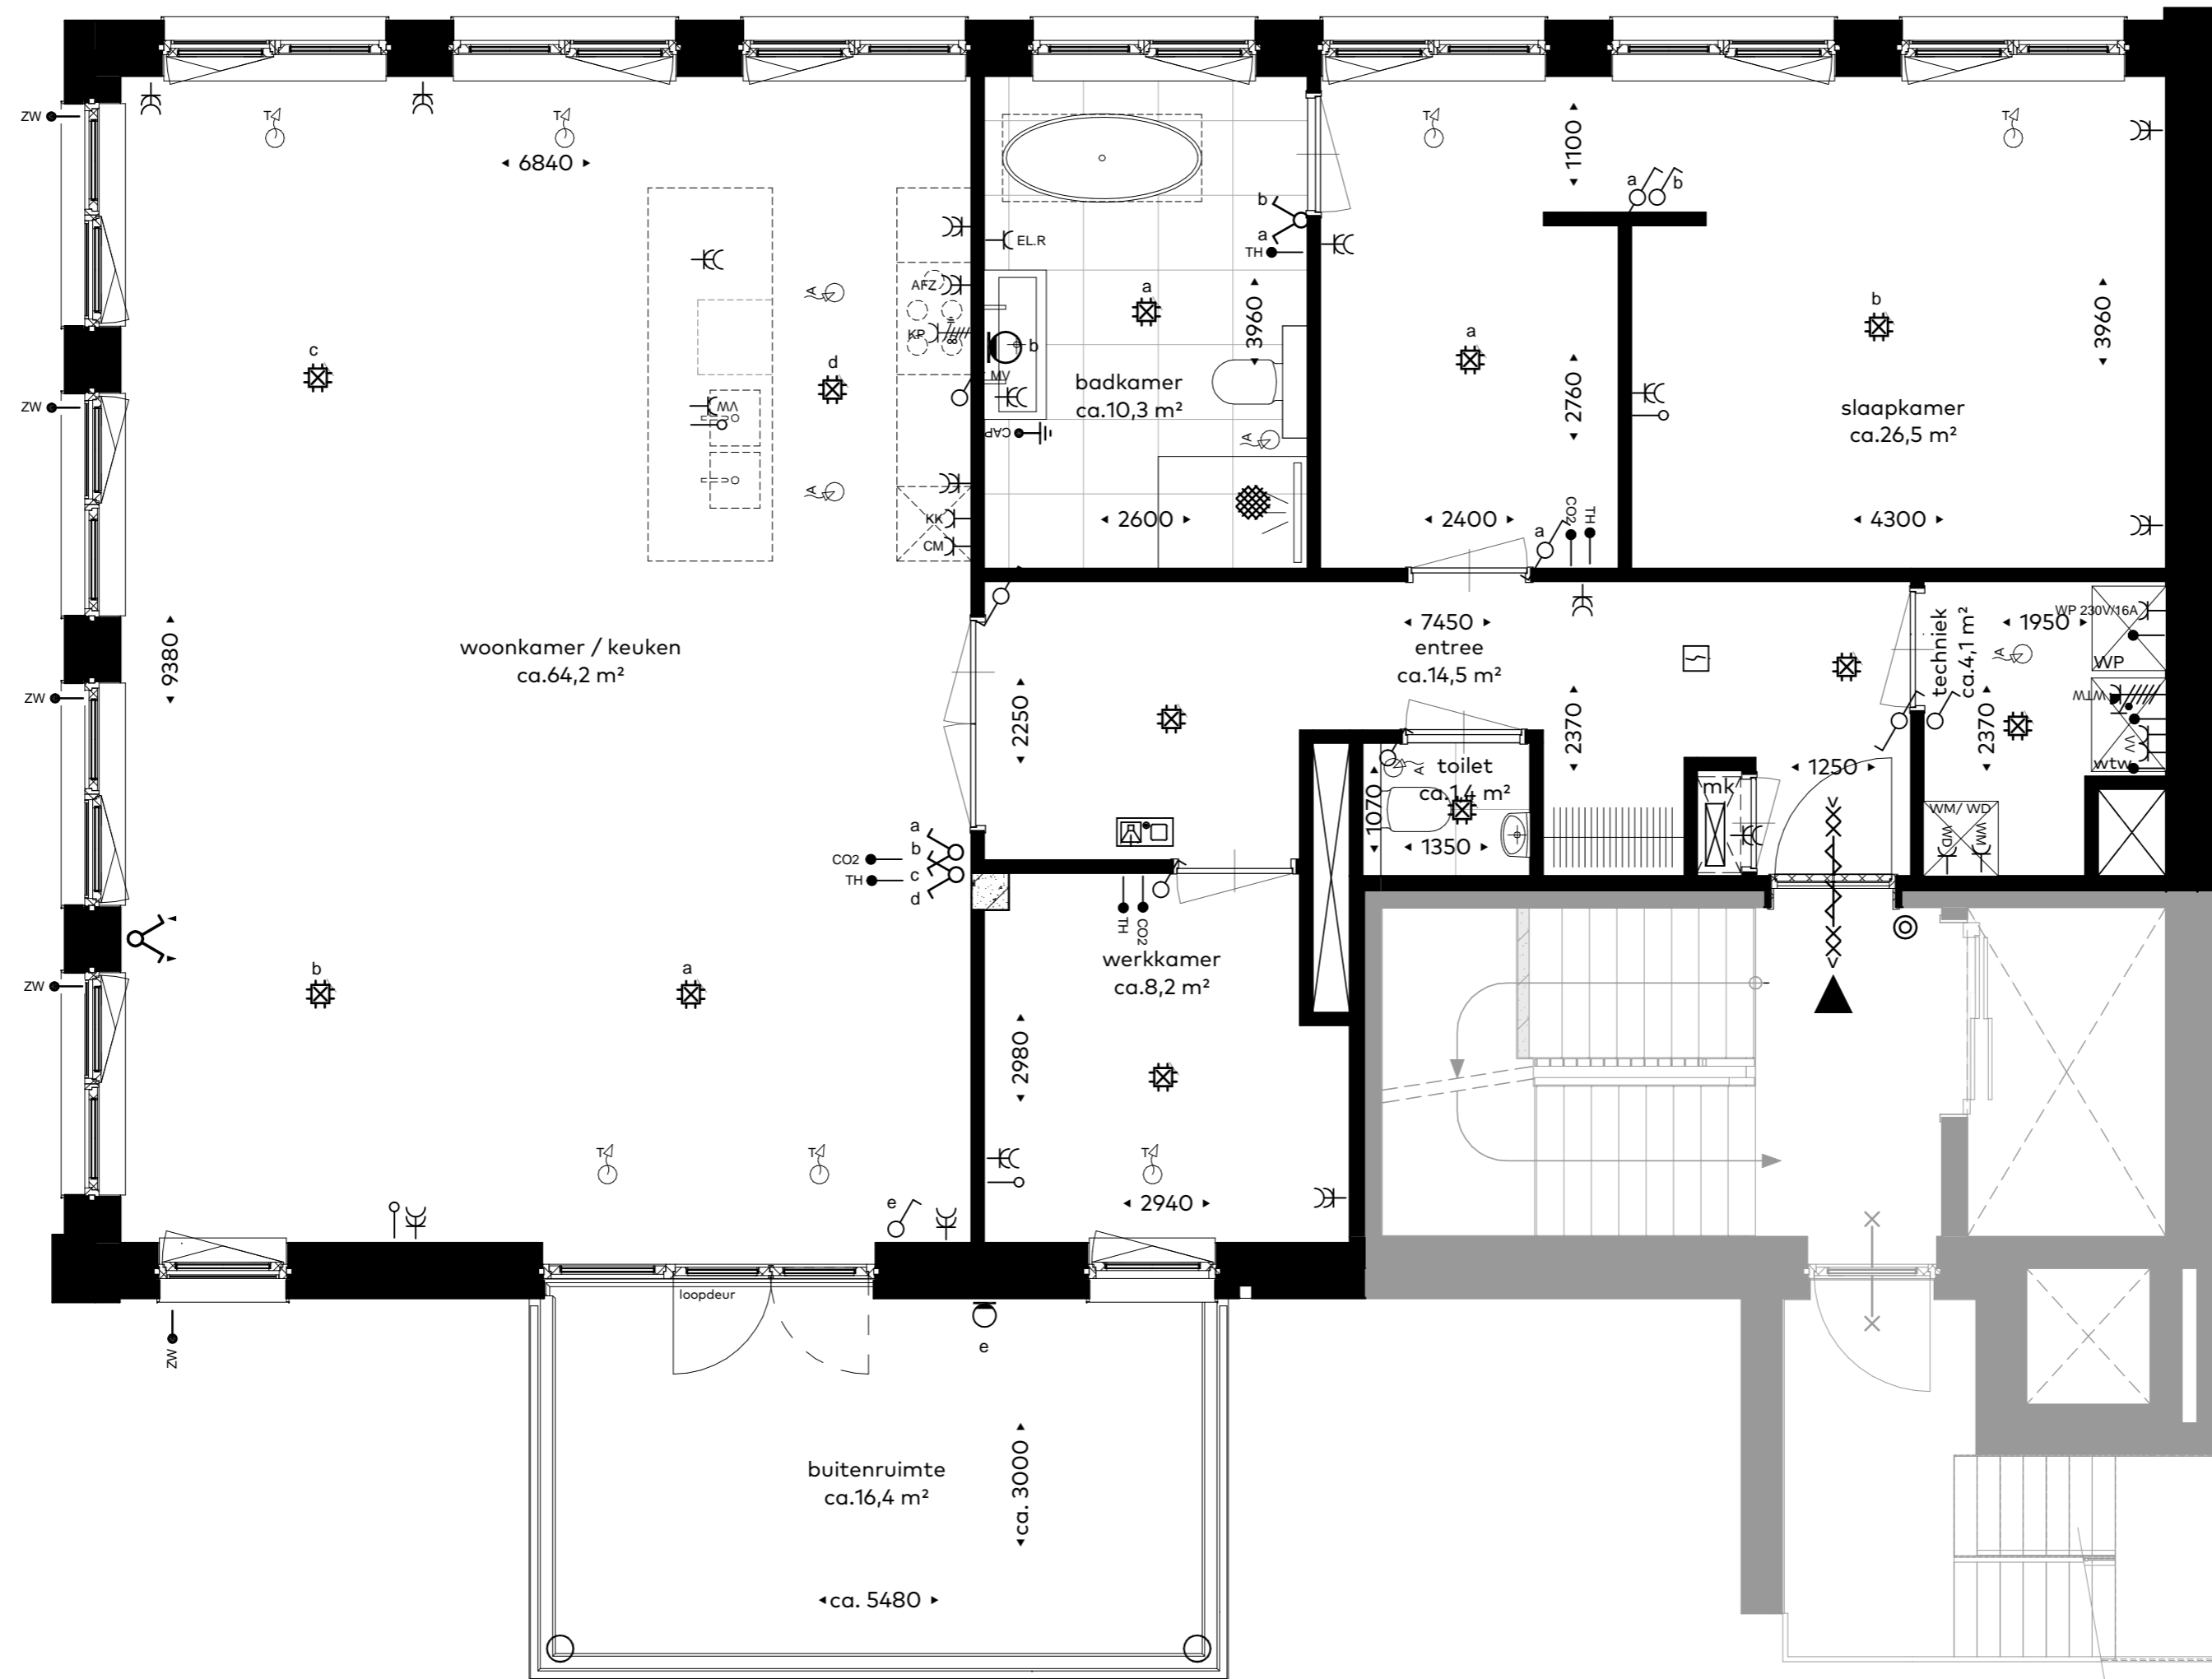 ZW
T
T
6840
T
1100
T
a
b
b
a
TH
EL.R
AFZ
KP
a
3960
a
b
3960
c
d
A
b
MV
badkamer
ca.10,3 m²
2760
slaapkamer
ca.26,5 m²
ZW
VW
CAP
A
A
KK
CM
2600
2400
a
CO2
TH
4300
9380
woonkamer / keuken
ca.64,2 m²
7450
entree
ca.14,5 m²
techniek
ca.4,1 m²
1950
WP 230V/16A
A
WP
ZW
2250
2370
2370
WTW
wtw
toilet
ca.1,4 m²
A
1250
mk
1070
1350
WM/ WD
WD
WM
a
b
c
d
CO2
TH
TH
CO2
werkkamer
ca.8,2 m²
ZW
b
a
2980
T
T
T
2940
e
loopdeur
ZW
e
buitenruimte
ca.16,4 m²
ca. 3000
ca. 5480